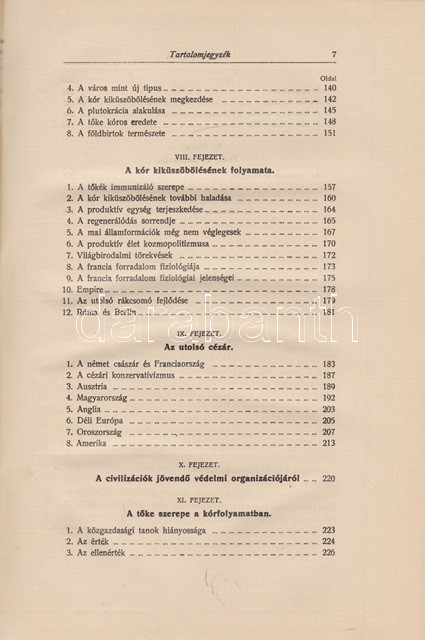 Tartalomjegyzék 7
Oldal
4. A város mint új típus 140
5. A kór kiküszöbölésének megkezdése 142
6. A plutokrácia alakulása 145
7. A tőke kóros eredete 148
8. A földbirtok természete 151
VIII. FEJEZET.
A kór kiküszöbölésének folyamata.
1. A tőkék immunizáló szerepe 157
2. A kór kiküszöbölésének további haladása 160
3. A produktív egység terjeszkedése 164
4. A regenerálódás sorrendje 165
5. A mai államformációk még nem véglegesek 167
6. A produktív élet kozmopolitizmusa 170
7. Világbirodalmi törekvések 172
8. A francia forradalom fiziológiája 173
9. A francia forradalom fiziológiai jelenségei 175
10. Empire 178
11. Az utolsó rákcsomó fejlődése 179
12. Róma és Berlin 181
darabanth
IX. FEJEZET.
Az utolsó cézár.
1. A német császár és Franciaország 183
2. A cézári konzervativizmus 187
3. Ausztria 189
4. Magyarország 192
5. Anglia 203
6. Déli Európa 205
7. Oroszország 207
8. Amerika 213
X. FEJEZET.
A civilizációk jövendő védelmi organizációjáról 220
XI. FEJEZET.
A tőke szerepe a kórfolyamatban.
1. A közgazdasági tanok hiányossága 223
2. Az érték 224
3. Az ellenérték 226